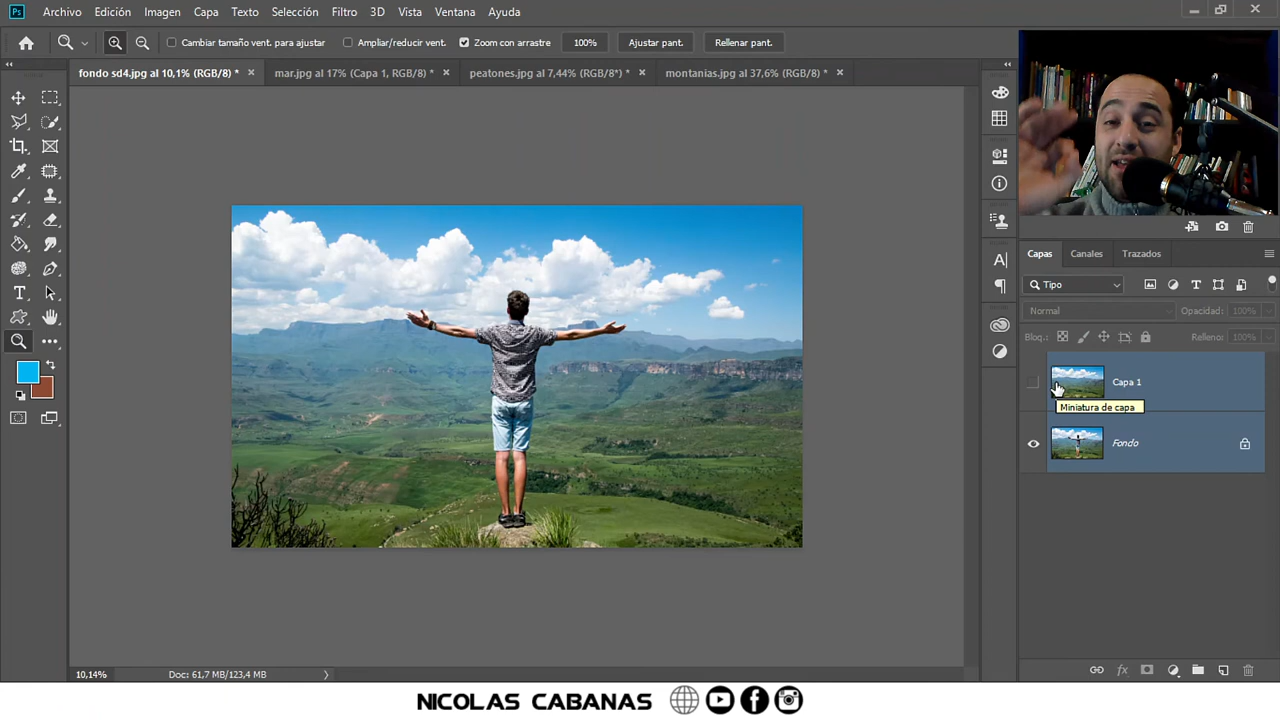 Archivo Edición Imagen Capa Texto Selección Filtro 3D Vista Ventana Ayuda
Cambiar tamaño vent. para ajustar Ampliar/reducir vent. Zoom con arrastre 100% Ajustar pant. Rellenar pant.
fondo sd4.jpg al 10,1% (RGB/8) * mar.jpg al 17% (Capa 1, RGB/8) * peatones.jpg al 7,44% (RGB/8*) * montanias.jpg al 37,6% (RGB/8) *
Capas Canales Trazados
Tipo
Normal Opacidad: 100%
Bloq.: Relleno: 100%
Capa 1
Miniatura de capa
Fondo
10,14% Doc: 61,7 MB/123,4 MB
NICOLAS CABANAS